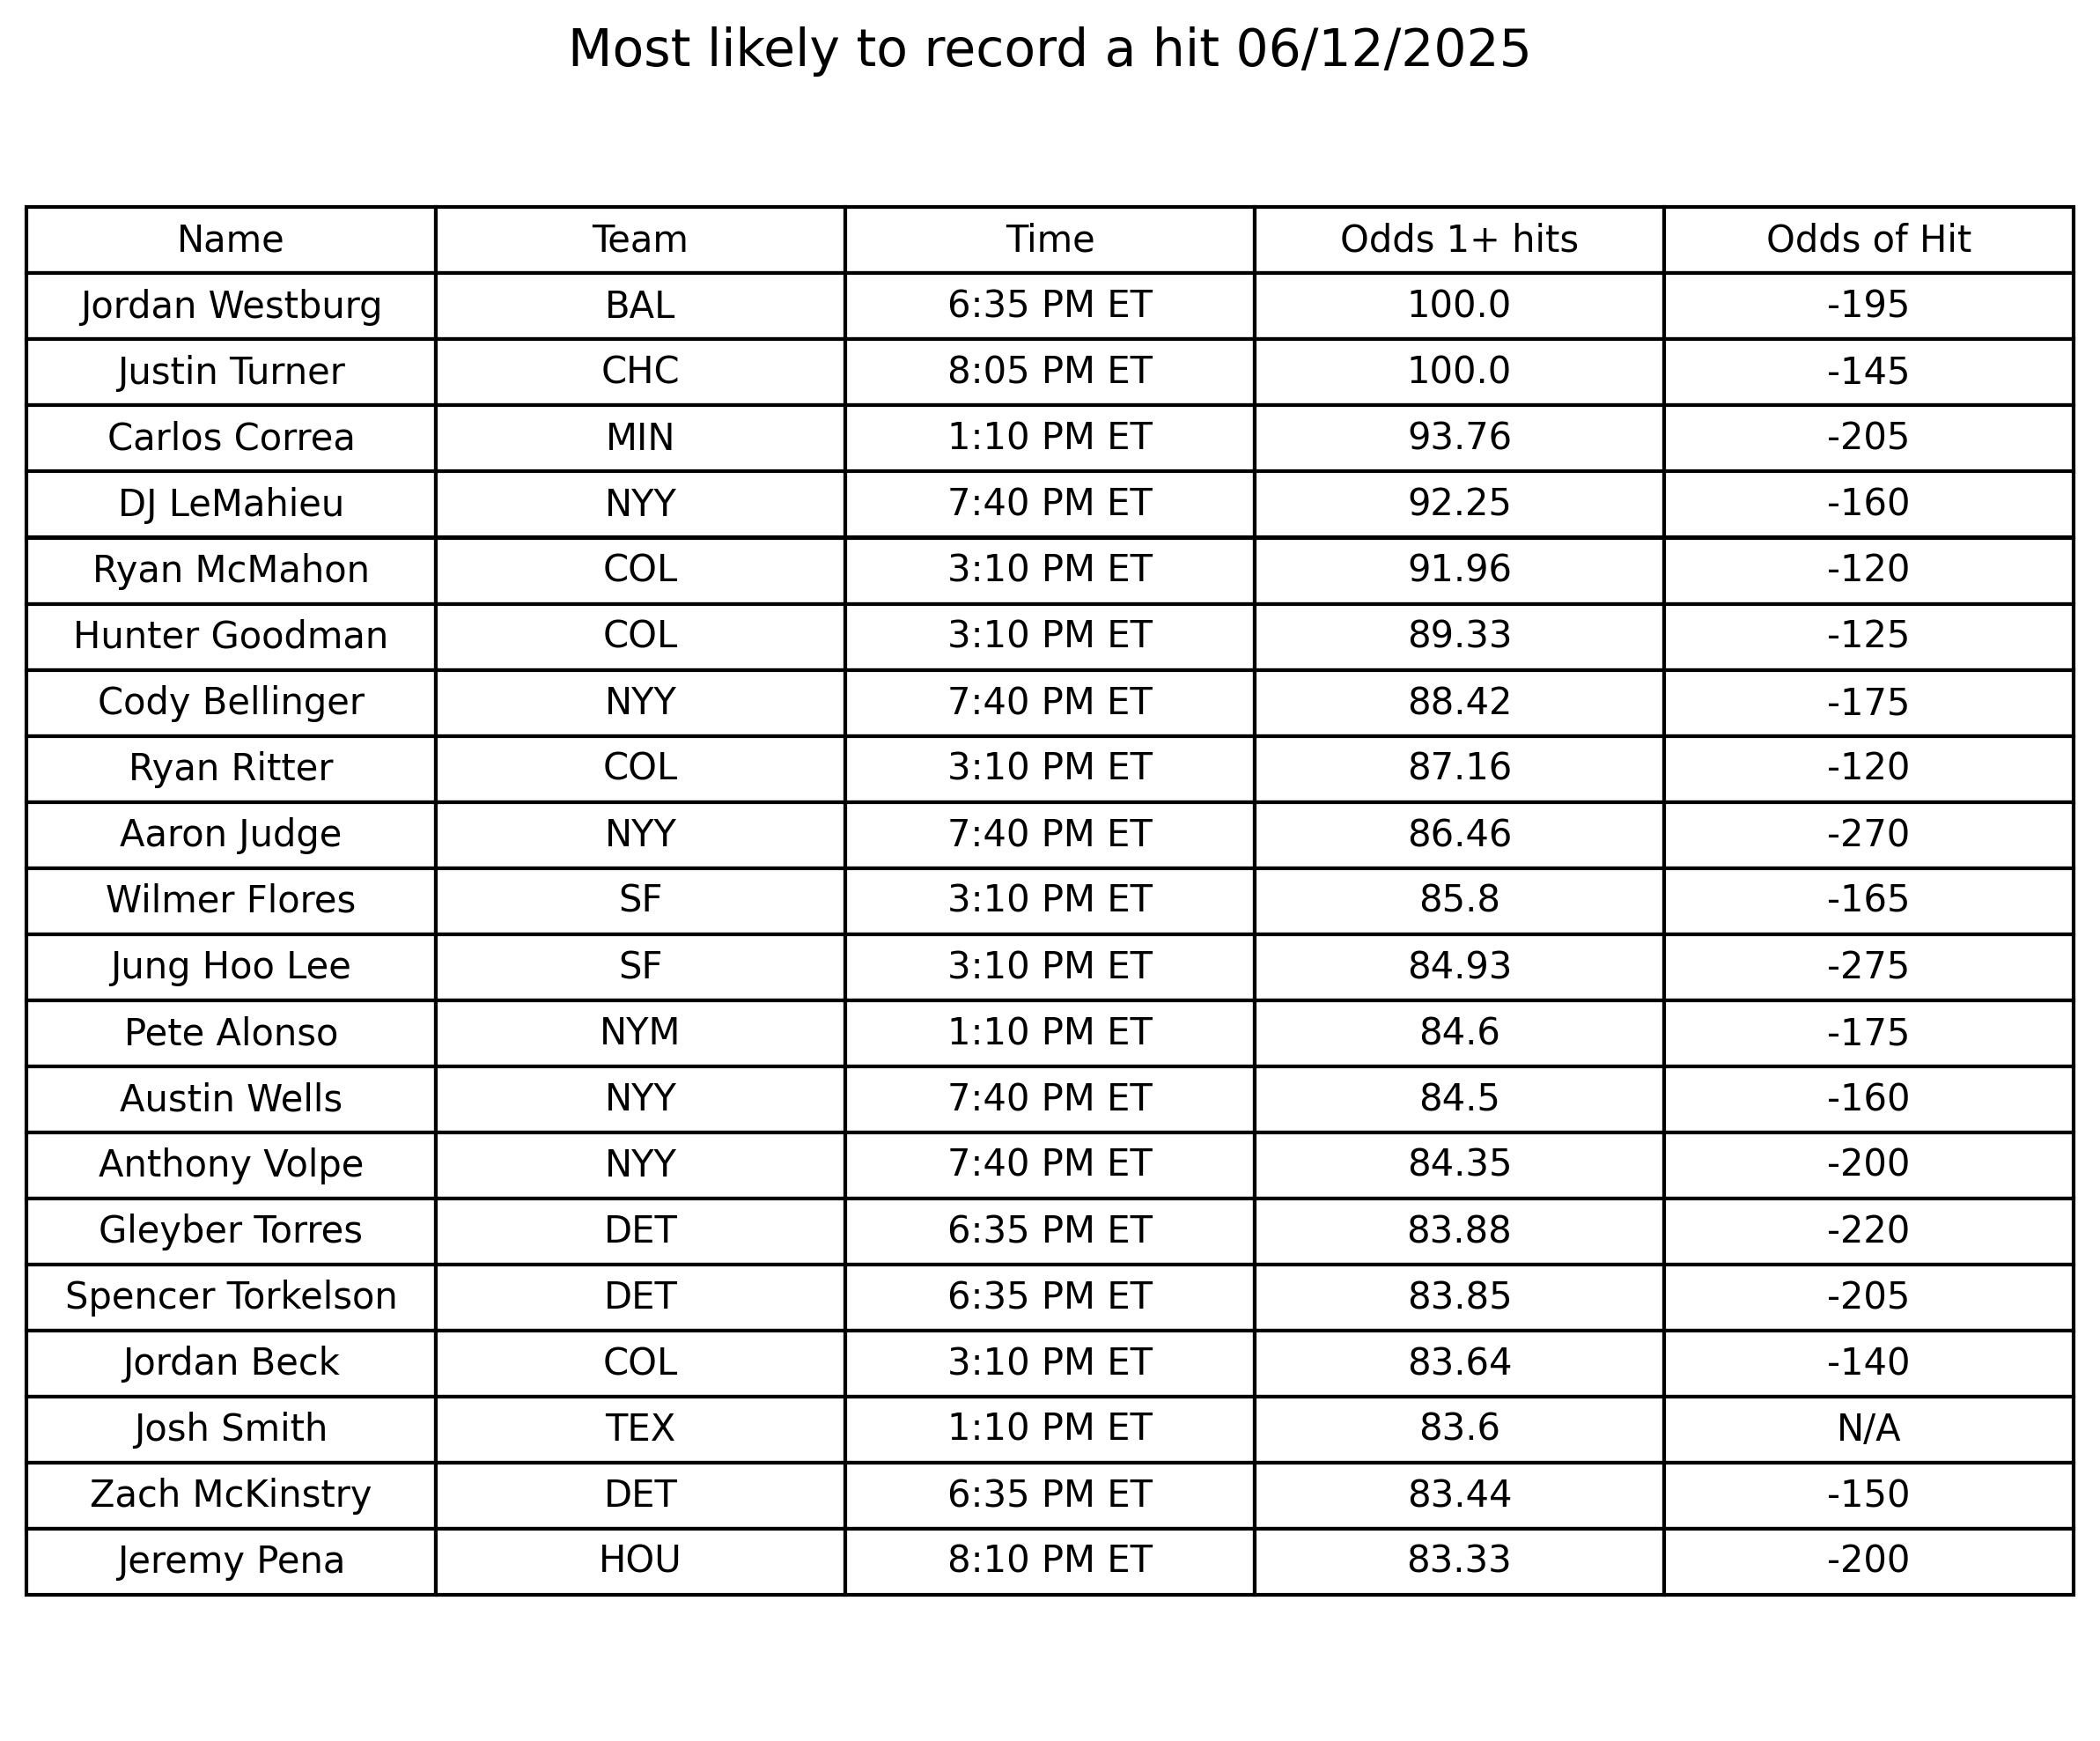 Most likely to record a hit 06/12/2025
Name Team Time Odds 1+ hits Odds of Hit
Jordan Westburg BAL 6:35 PM ET 100.0 -195
Justin Turner CHC 8:05 PM ET 100.0 -145
Carlos Correa MIN 1:10 PM ET 93.76 -205
DJ LeMahieu NYY 7:40 PM ET 92.25 -160
Ryan McMahon COL 3:10 PM ET 91.96 -120
Hunter Goodman COL 3:10 PM ET 89.33 -125
Cody Bellinger NYY 7:40 PM ET 88.42 -175
Ryan Ritter COL 3:10 PM ET 87.16 -120
Aaron Judge NYY 7:40 PM ET 86.46 -270
Wilmer Flores SF 3:10 PM ET 85.8 -165
Jung Hoo Lee SF 3:10 PM ET 84.93 -275
Pete Alonso NYM 1:10 PM ET 84.6 -175
Austin Wells NYY 7:40 PM ET 84.5 -160
Anthony Volpe NYY 7:40 PM ET 84.35 -200
Gleyber Torres DET 6:35 PM ET 83.88 -220
Spencer Torkelson DET 6:35 PM ET 83.85 -205
Jordan Beck COL 3:10 PM ET 83.64 -140
Josh Smith TEX 1:10 PM ET 83.6 N/A
Zach McKinstry DET 6:35 PM ET 83.44 -150
Jeremy Pena HOU 8:10 PM ET 83.33 -200